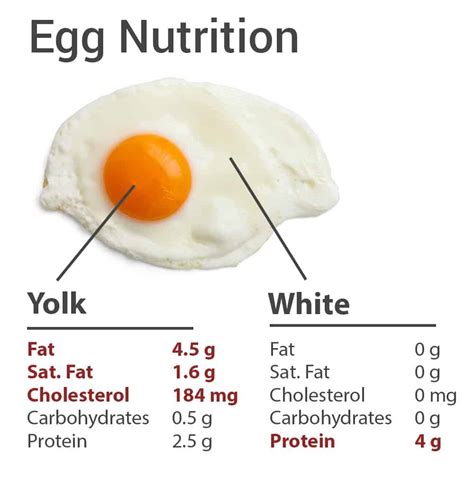 Egg Nutrition
Yolk
Fat 4.5 g
Sat. Fat 1.6 g
Cholesterol 184 mg
Carbohydrates 0.5 g
Protein 2.5 g
White
Fat 0 g
Sat. Fat 0 g
Cholesterol 0 mg
Carbohydrates 0 g
Protein 4 g